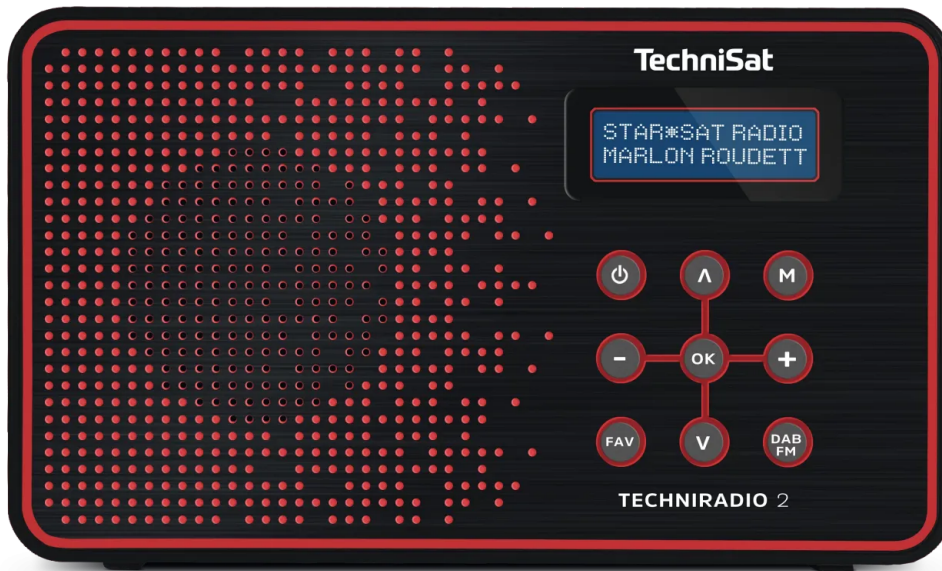 TechniSat
STAR*SAT RADIO
MARLON ROUDETT
Λ
M
-
OK
+
FAV
V
DAB
FM
TECHNIRADIO 2